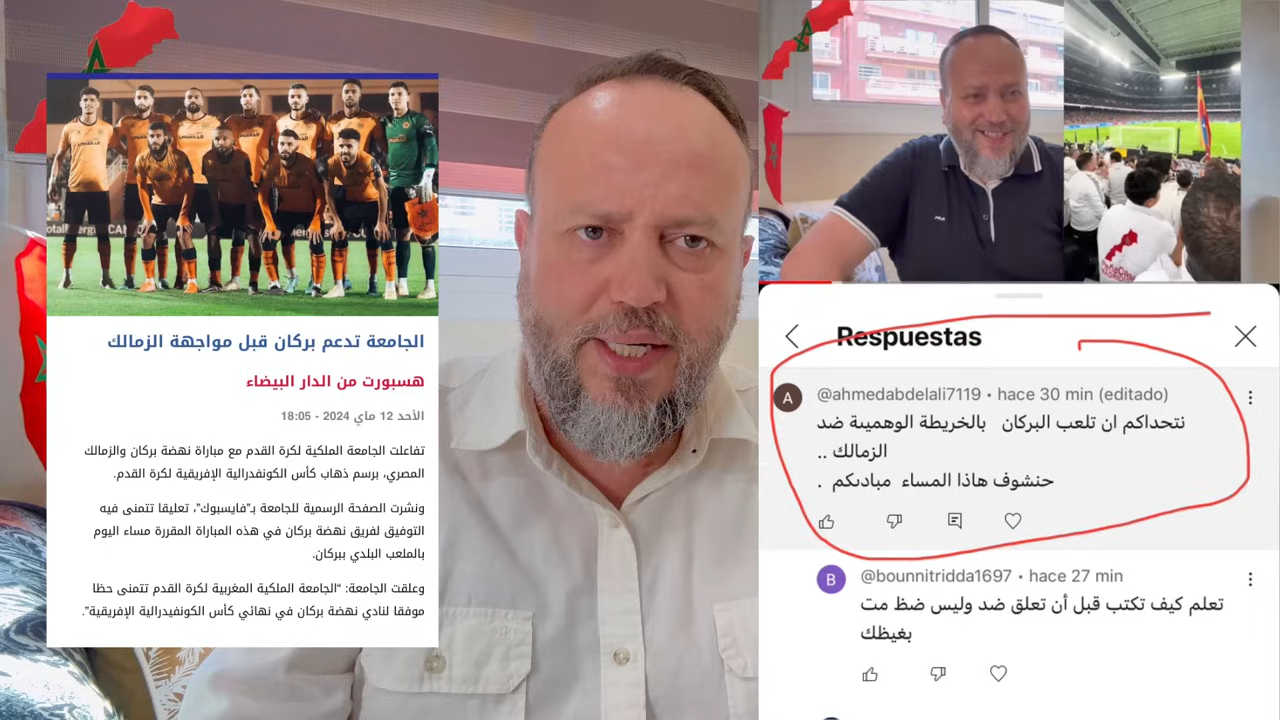 الجامعة تدعم بركان قبل مواجهة الزمالك
هسبورت من الدار البيضاء
الأحد 12 ماي 2024 - 18:05
تفاعلت الجامعة الملكية لكرة القدم مع مباراة نهضة بركان والزمالك
المصري، برسم ذهاب كأس الكونفدرالية الإفريقية لكرة القدم.
ونشرت الصفحة الرسمية للجامعة بـ"فايسبوك"، تعليقا تتمنى فيه
التوفيق لفريق نهضة بركان في هذه المباراة المقررة مساء اليوم
بالملعب البلدي ببركان.
وعلقت الجامعة: "الجامعة الملكية المغربية لكرة القدم تتمنى حظا
موفقا لنادي نهضة بركان في نهائي كأس الكونفيدرالية الإفريقية".
Respuestas
A
@ahmedabdelali7119 • hace 30 min (editado)
نتحداكم ان تلعب البركان بالخريطة الوهميىة ضد
الزمالك ..
حنشوف هاذا المساء مبادىكم .
B
@bounnitridda1697 • hace 27 min
تعلم كيف تكتب قبل أن تعلق ضد وليس ضظ مت
بغيظك